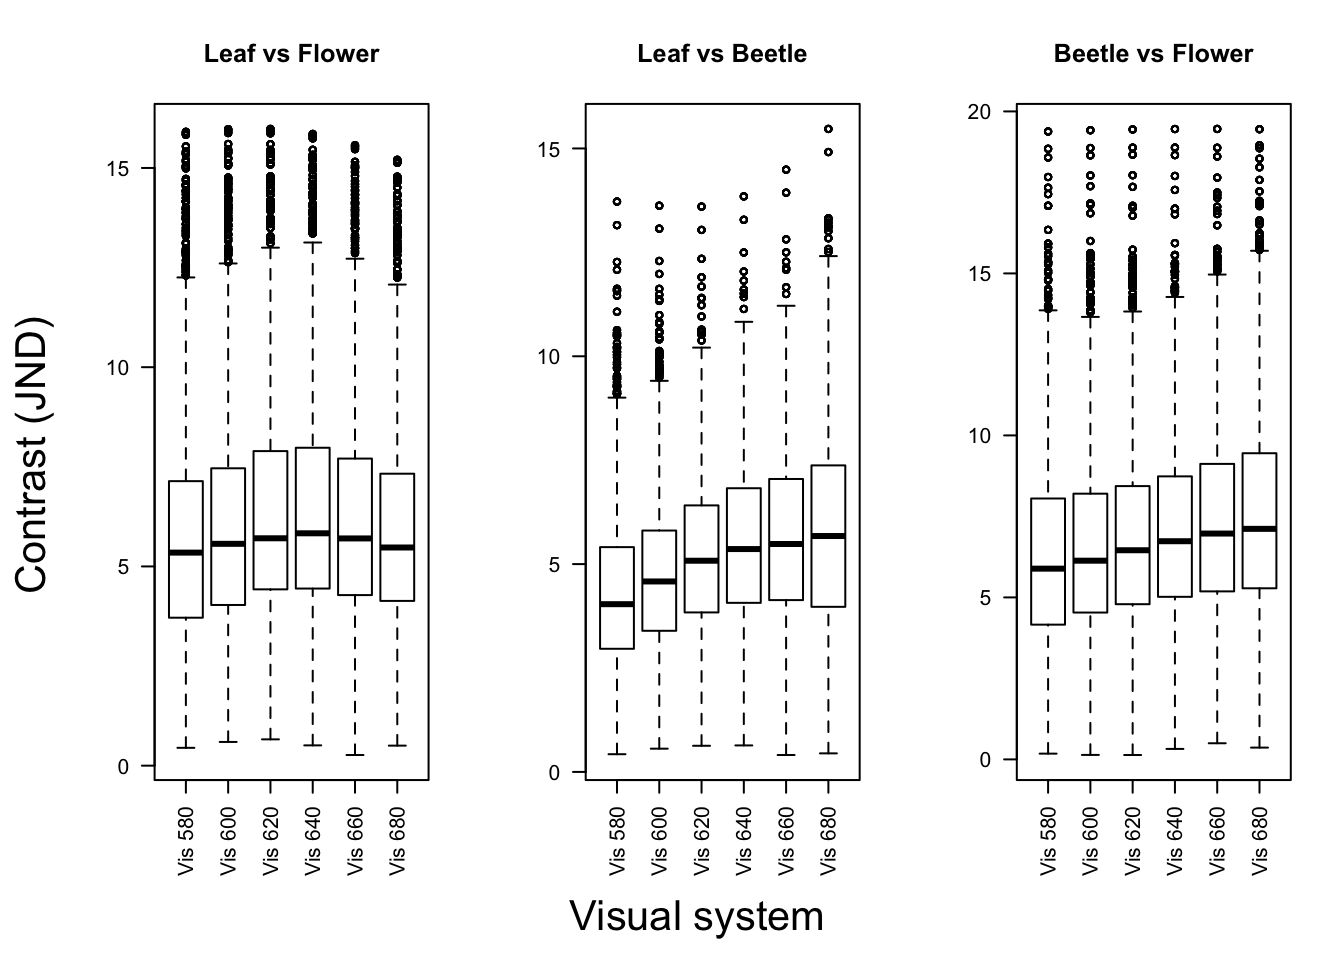 Leaf vs Flower
Leaf vs Beetle
Beetle vs Flower
Contrast (JND)
15
10
5
0
Vis 580
Vis 600
Vis 620
Vis 640
Vis 660
Vis 680
15
10
5
0
Vis 580
Vis 600
Vis 620
Vis 640
Vis 660
Vis 680
20
15
10
5
0
Vis 580
Vis 600
Vis 620
Vis 640
Vis 660
Vis 680
Visual system